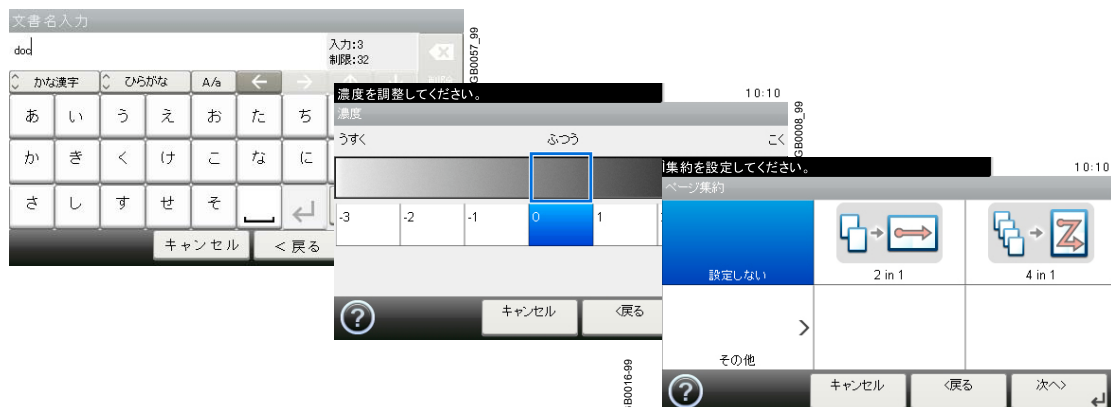 文書名入力
doc
入力:3
制限:32
かな漢字 ひらがな A/a ← →
あ い う え お た ち
か き く け こ な に
さ し す せ そ
キャンセル < 戻る
GB0057_99
濃度を調整してください。 10:10
濃度
うすく ふつう こく
-3 -2 -1 0 1
キャンセル <戻る
GB0008_99
集約を設定してください。 10:10
ページ集約
設定しない 2 in 1 4 in 1
その他
キャンセル <戻る 次へ>
B0016-99